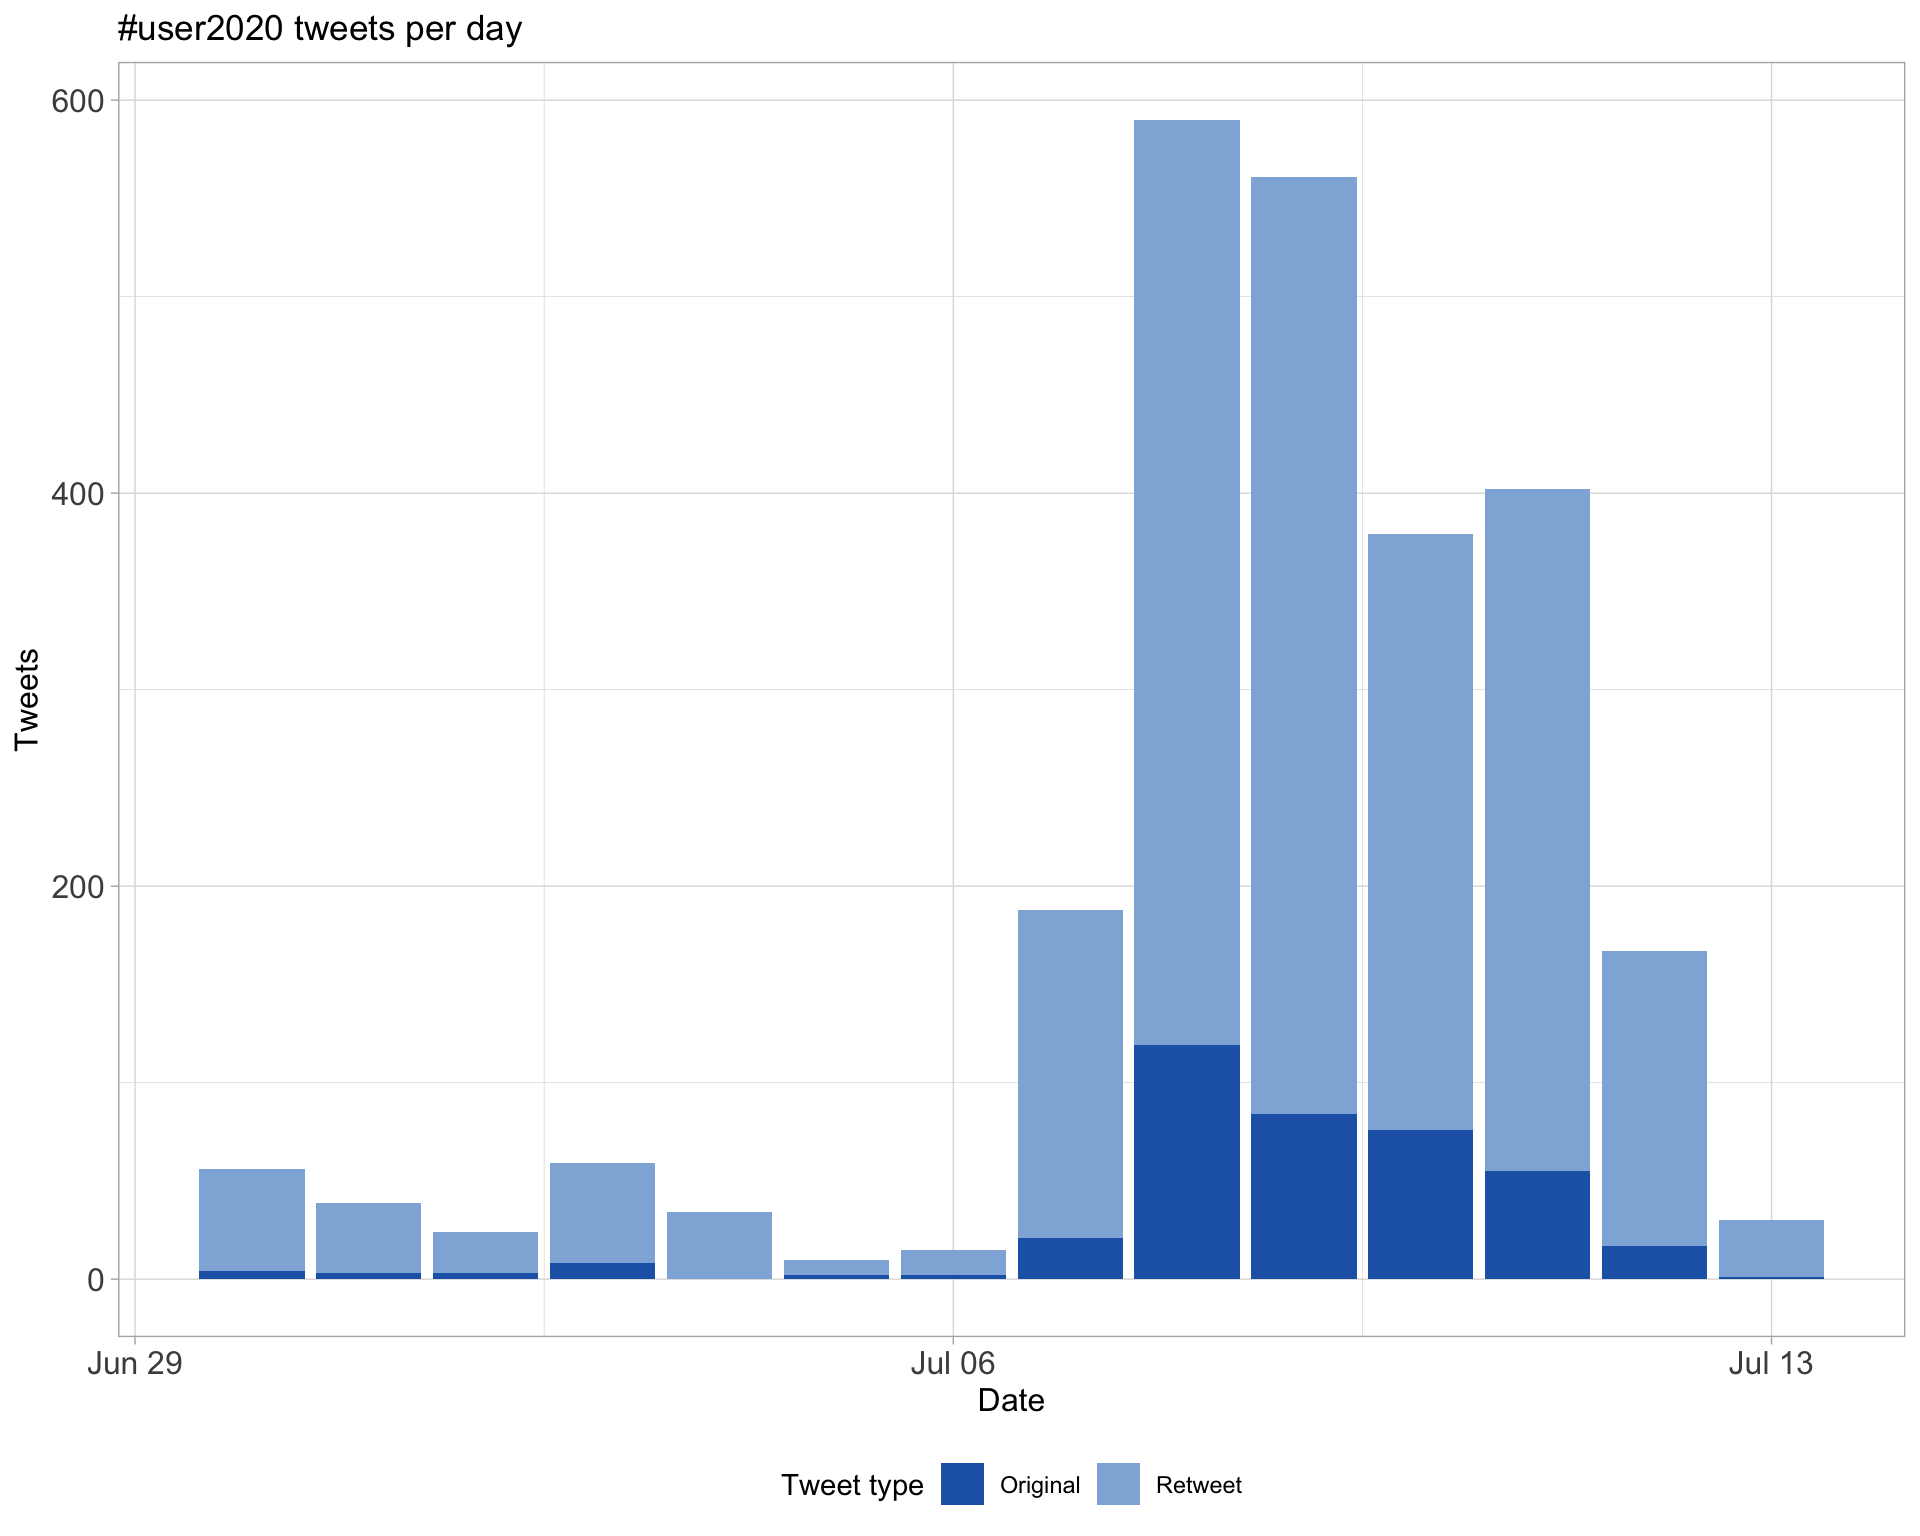 #user2020 tweets per day
600
400
200
0
Tweets
Jun 29 Jul 06 Jul 13
Date
Tweet type Original Retweet